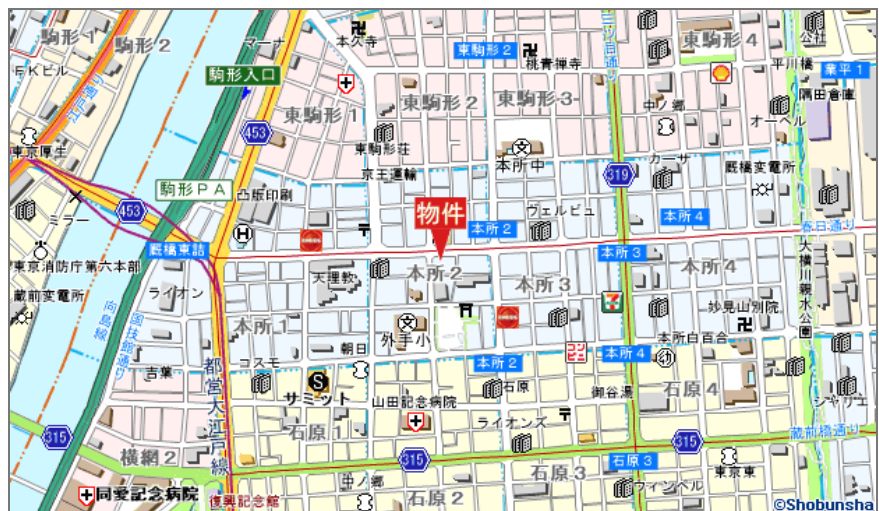 駒形1
駒形2
マーナ
本久寺
東駒形2
桃青禅寺
三ツ目通り
東駒形4
公社
平川橋
業平1
FKビル
江戸通り
駒形入口
隅田倉庫
東駒形1
東駒形2
東駒形3
中ノ郷
オーベル
453
東京厚生
東駒形荘
本所中
カーサ
厩橋変電所
京王運輸
319
駒形PA
凸版印刷
453
ミラー
物件
本所2
ヴェルビュ
本所4
春日通り
厩橋東詰
本所3
東京消防庁第六本部
天理教
本所2
本所3
本所4
大横川親水公園
蔵前変電所
ライオン
妙見山別院
向島線
国技館通り
本所1
外手小
朝日
本所白百合
コスモ
本所2
コンビニ
本所4
吉葉
都営大江戸線
サミット
石原
御谷湯
石原4
シャリエ
山田記念病院
石原1
ライオンズ
蔵前橋通り
315
横網2
315
315
石原3
東京東
同愛記念病院
復興記念館
中ノ郷
石原2
石原3
ウィンベル
©Shobunsha